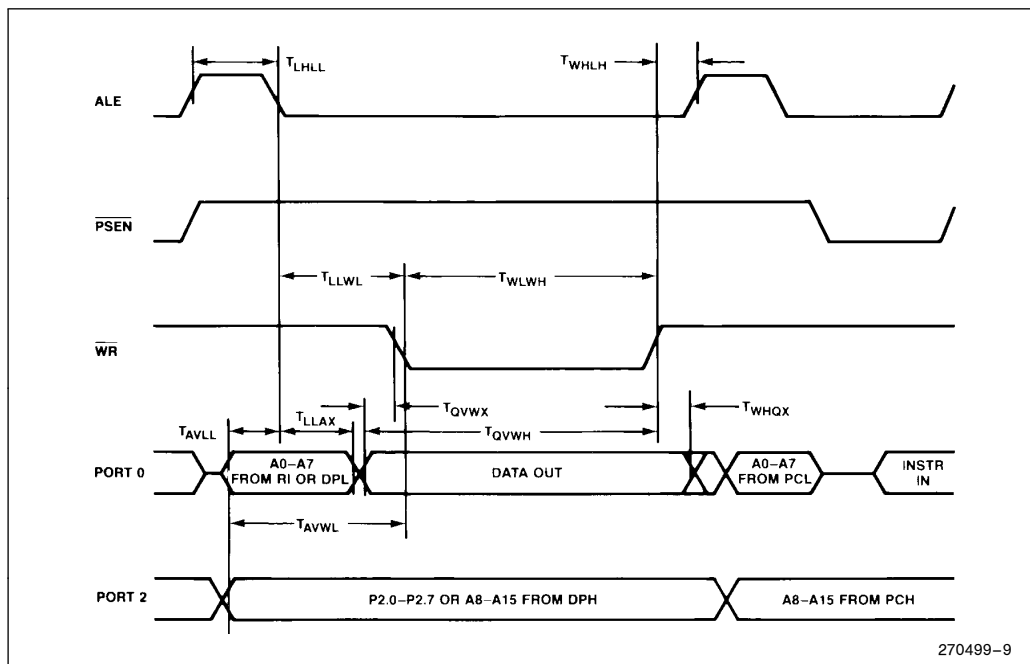 T_LHLL
T_WHLH
ALE
PSEN
T_LLWL
T_WLWH
WR
T_AVLL
T_LLAX
T_QVWX
T_QVWH
T_WHQX
PORT 0
A0–A7
FROM RI OR DPL
DATA OUT
A0–A7
FROM PCL
INSTR
IN
T_AVWL
PORT 2
P2.0–P2.7 OR A8–A15 FROM DPH
A8–A15 FROM PCH
270499–9